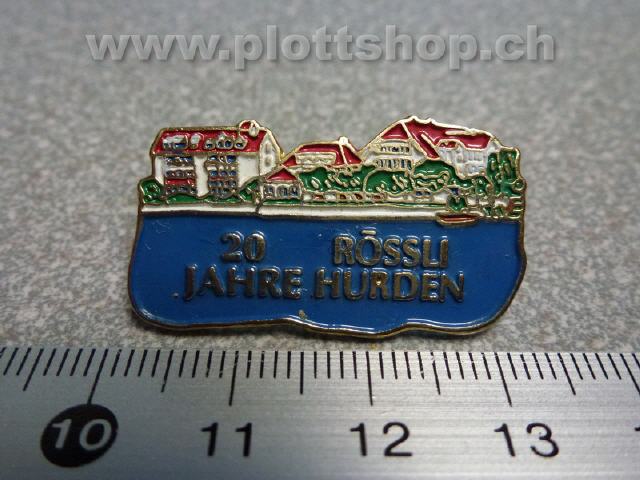 www.plottshop.ch
20 RÖSSLI
JAHRE HURDEN
10 11 12 13